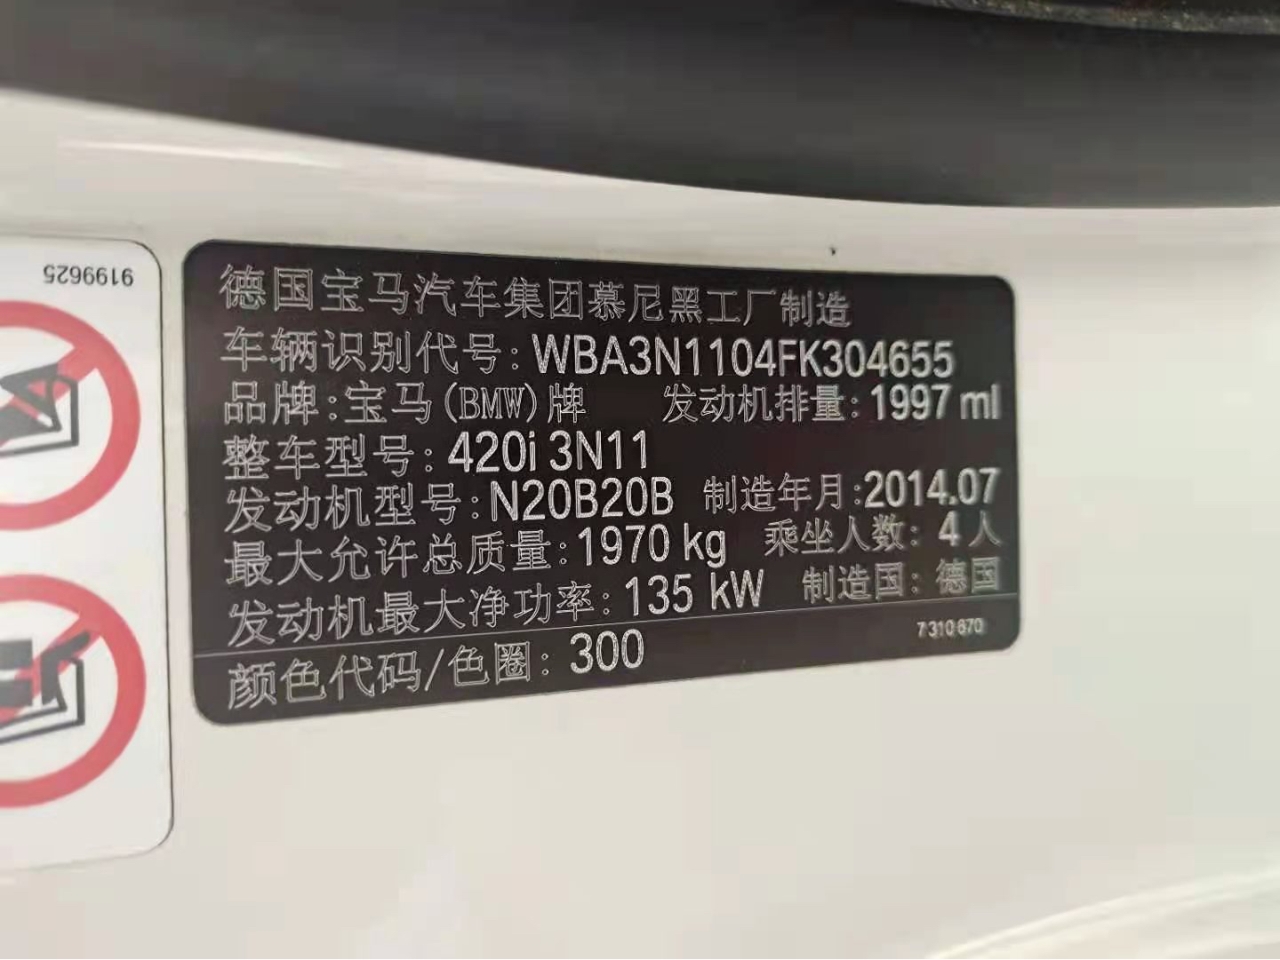 9199625
德国宝马汽车集团慕尼黑工厂制造
车辆识别代号：WBA3N1104FK304655
品牌：宝马(BMW)牌 发动机排量：1997 ml
整车型号：420i 3N11
发动机型号：N20B20B 制造年月：2014.07
最大允许总质量：1970 kg 乘坐人数：4人
发动机最大净功率：135 kW 制造国：德国
7 310 670
颜色代码/色圈：300